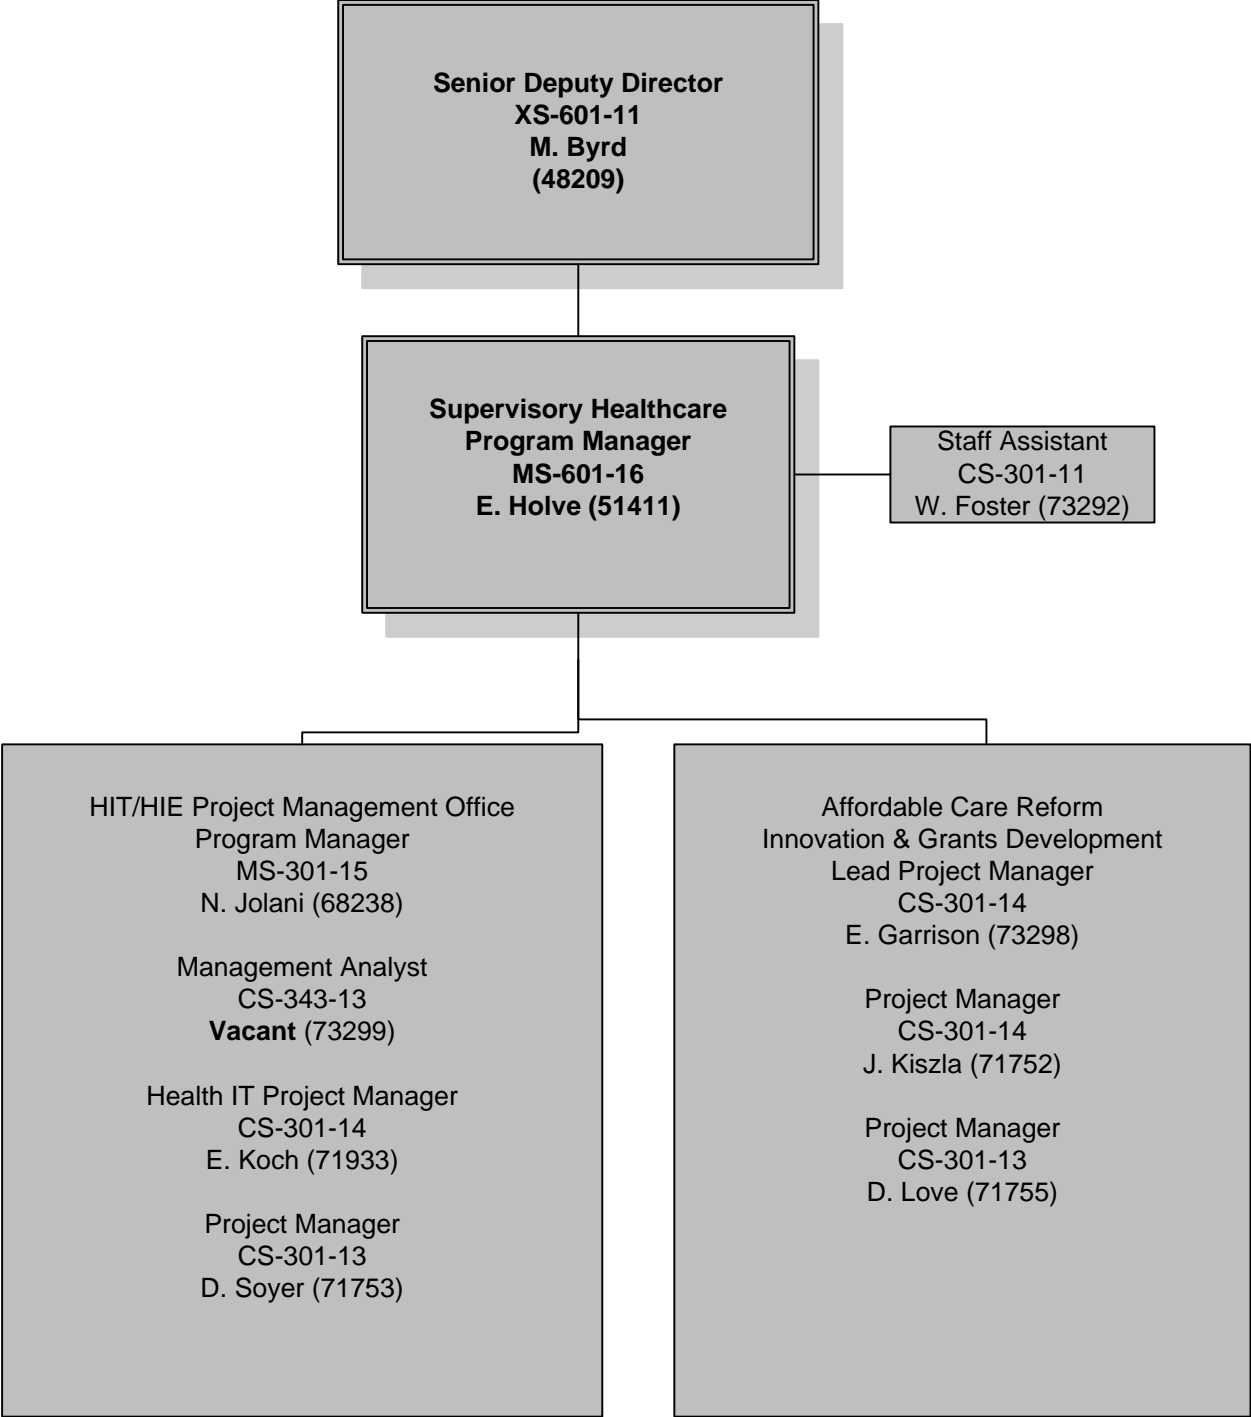 Senior Deputy Director
XS-601-11
M. Byrd
(48209)
Supervisory Healthcare
Program Manager
MS-601-16
E. Holve (51411)
Staff Assistant
CS-301-11
W. Foster (73292)
HIT/HIE Project Management Office
Program Manager
MS-301-15
N. Jolani (68238)
Management Analyst
CS-343-13
Vacant (73299)
Health IT Project Manager
CS-301-14
E. Koch (71933)
Project Manager
CS-301-13
D. Soyer (71753)
Affordable Care Reform
Innovation & Grants Development
Lead Project Manager
CS-301-14
E. Garrison (73298)
Project Manager
CS-301-14
J. Kiszla (71752)
Project Manager
CS-301-13
D. Love (71755)